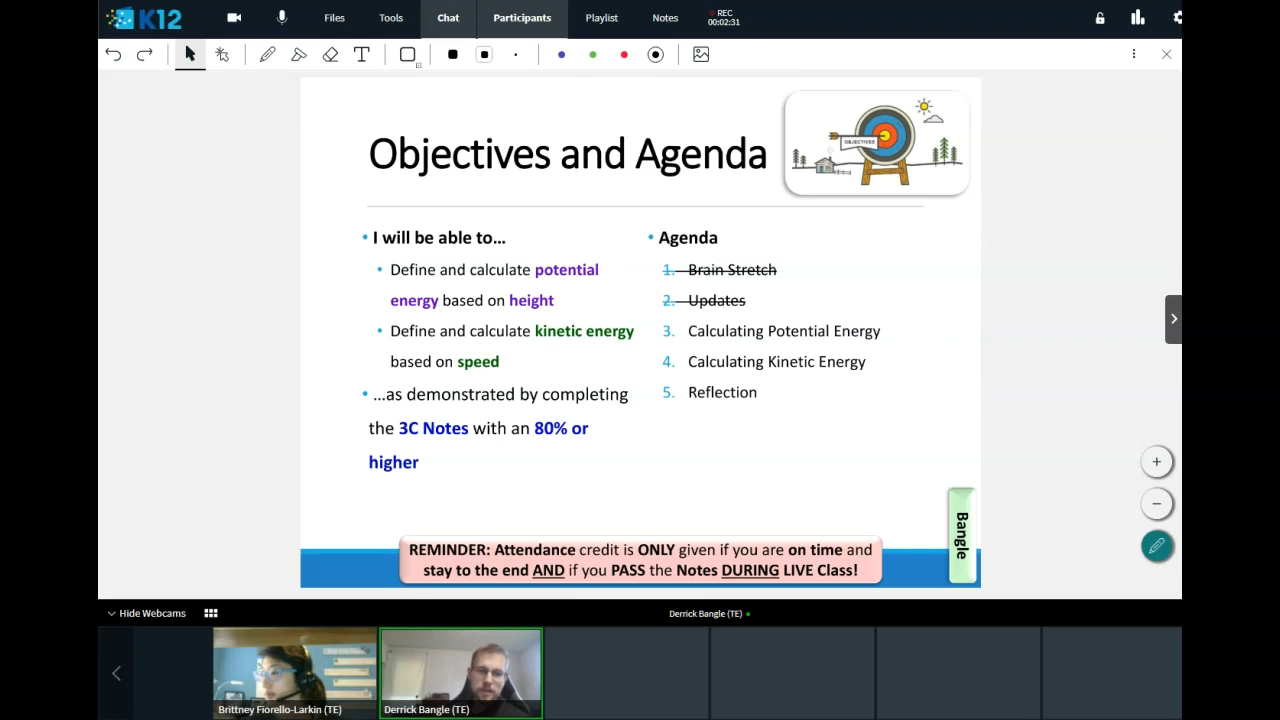 K12
Files
Tools
Chat
Participants
Playlist
Notes
REC
00:02:31
Objectives and Agenda
OBJECTIVES
• I will be able to…
• Define and calculate potential
energy based on height
• Define and calculate kinetic energy
based on speed
• …as demonstrated by completing
the 3C Notes with an 80% or
higher
• Agenda
1. Brain Stretch
2. Updates
3. Calculating Potential Energy
4. Calculating Kinetic Energy
5. Reflection
Bangle
REMINDER: Attendance credit is ONLY given if you are on time and
stay to the end AND if you PASS the Notes DURING LIVE Class!
Hide Webcams
Derrick Bangle (TE)
Brittney Fiorello-Larkin (TE)
Derrick Bangle (TE)